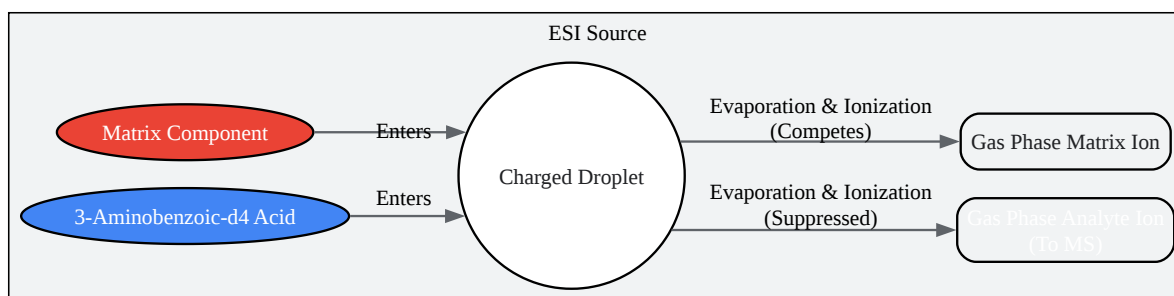 ESI Source
Matrix Component
Enters
Evaporation & Ionization
(Competes)
Gas Phase Matrix Ion
Charged Droplet
3-Aminobenzoic-d4 Acid
Enters
Evaporation & Ionization
(Suppressed)
Gas Phase Analyte Ion
(To MS)